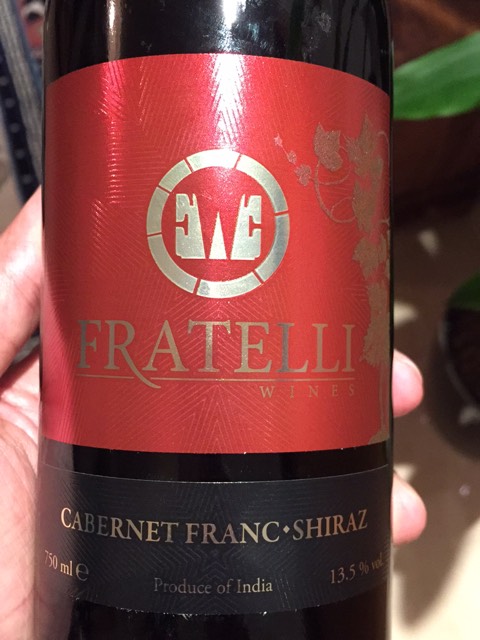 FRATELLI
WINES
CABERNET FRANC • SHIRAZ
750 ml e
13.5 % vol
Produce of India